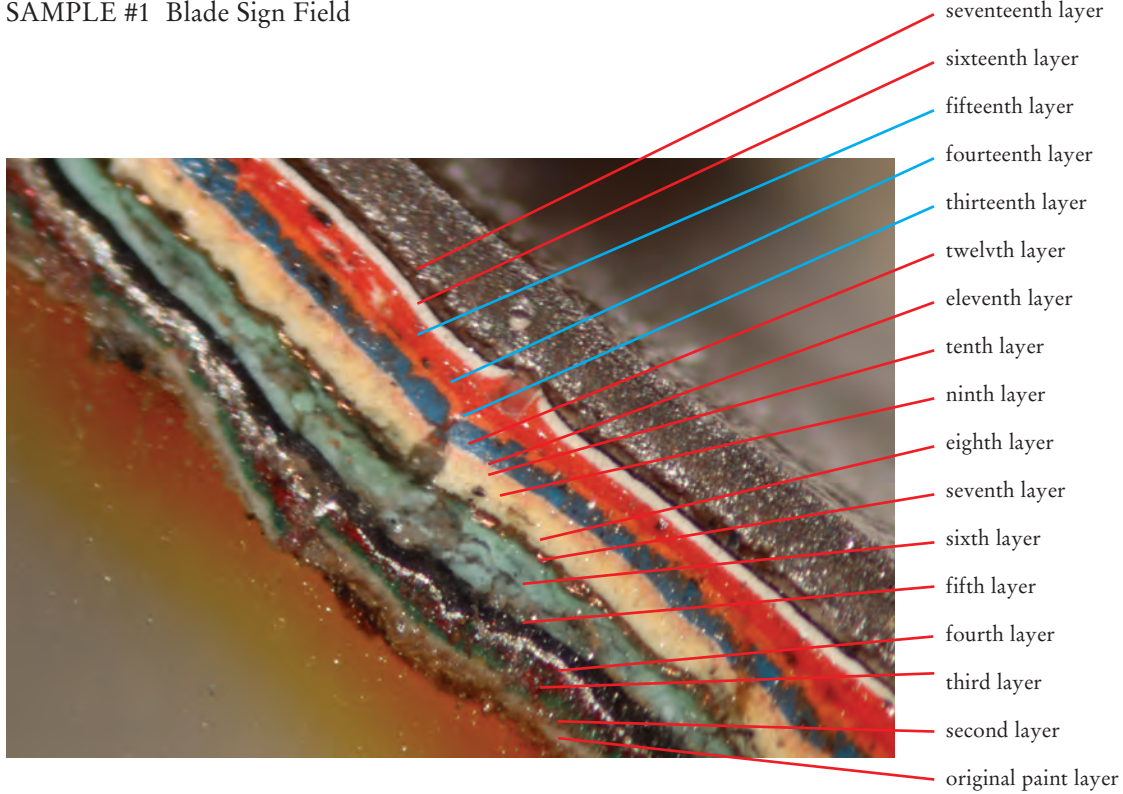 SAMPLE #1 Blade Sign Field
seventeenth layer
sixteenth layer
fifteenth layer
fourteenth layer
thirteenth layer
twelvth layer
eleventh layer
tenth layer
ninth layer
eighth layer
seventh layer
sixth layer
fifth layer
fourth layer
third layer
second layer
original paint layer